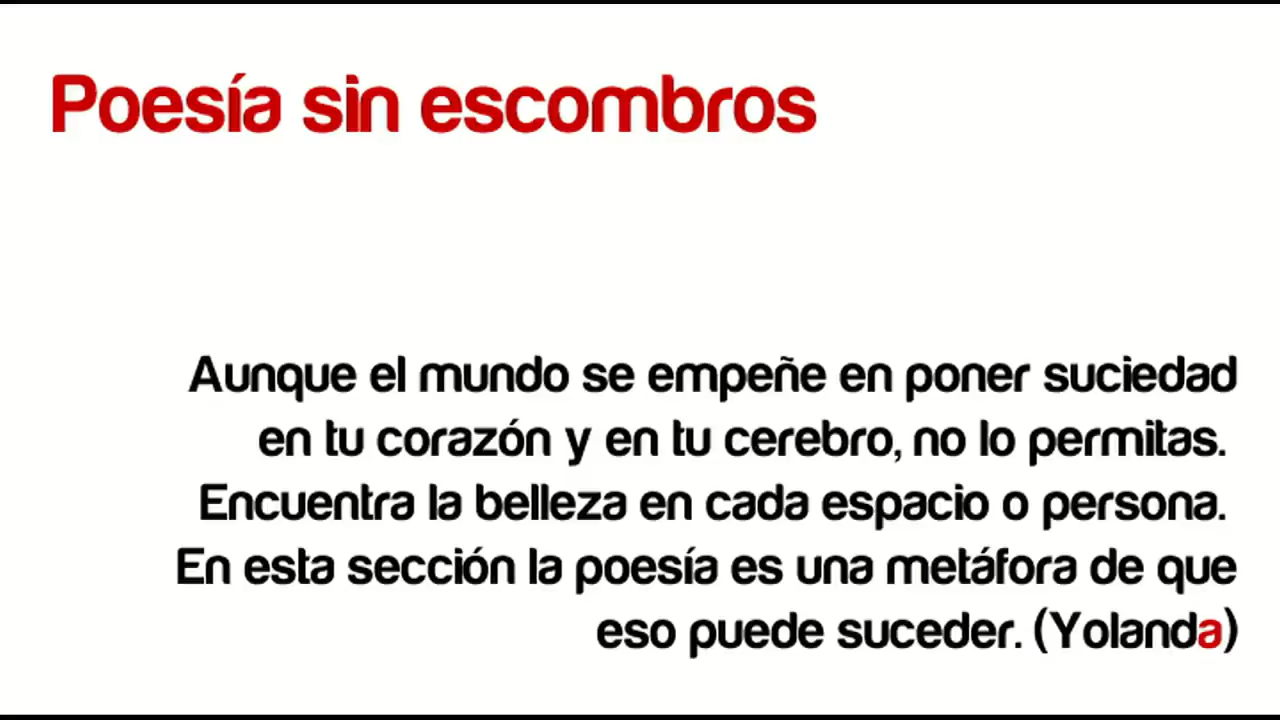 Poesía sin escombros
Aunque el mundo se empeñe en poner suciedad
en tu corazón y en tu cerebro, no lo permitas.
Encuentra la belleza en cada espacio o persona.
En esta sección la poesía es una metáfora de que
eso puede suceder. (Yolanda)